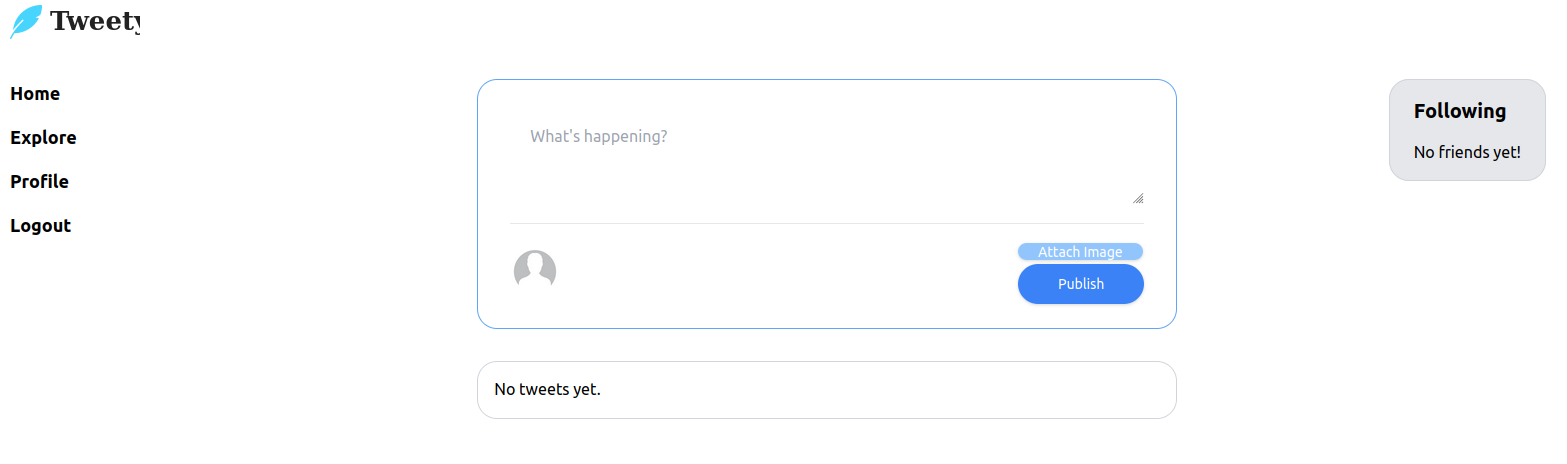 Tweety
Home
Explore
Profile
Logout
What's happening?
Attach Image
Publish
No tweets yet.
Following
No friends yet!